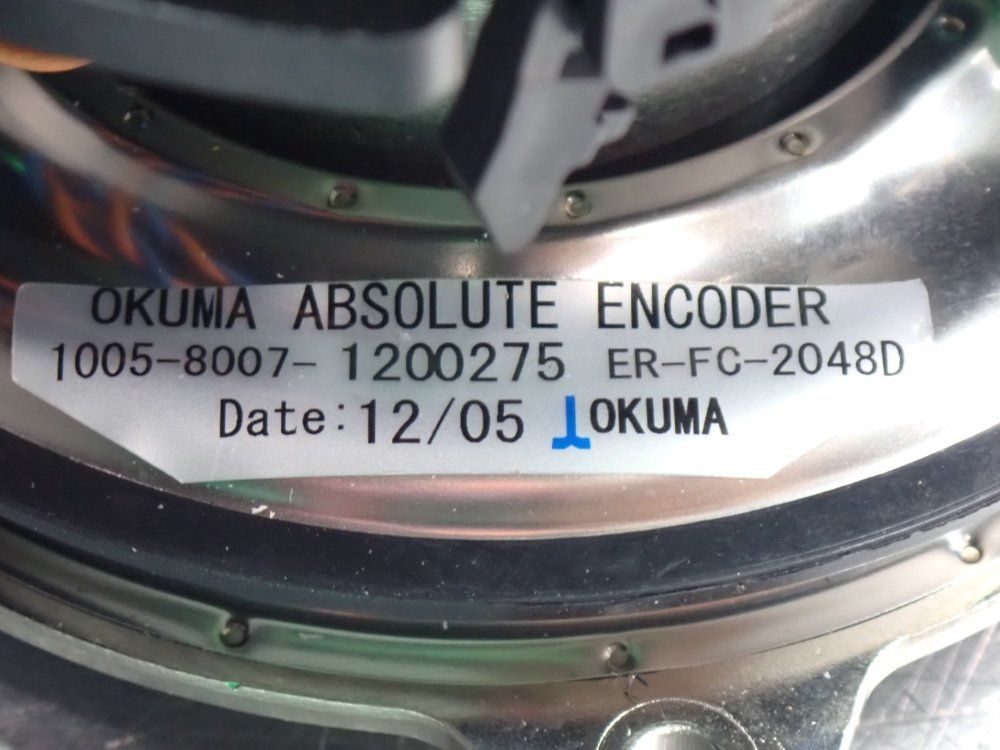 OKUMA ABSOLUTE ENCODER
1005-8007- 1200275 ER-FC-2048D
Date:12/05 OKUMA